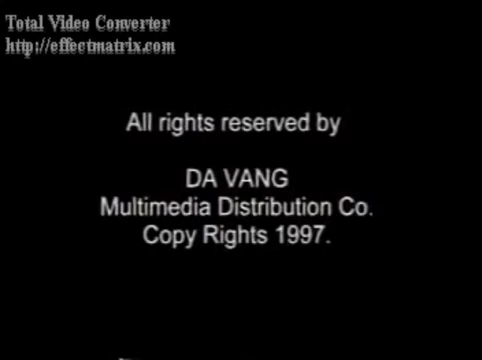 Total Video Converter
http://effectmatrix.com
All rights reserved by
DA VANG
Multimedia Distribution Co.
Copy Rights 1997.